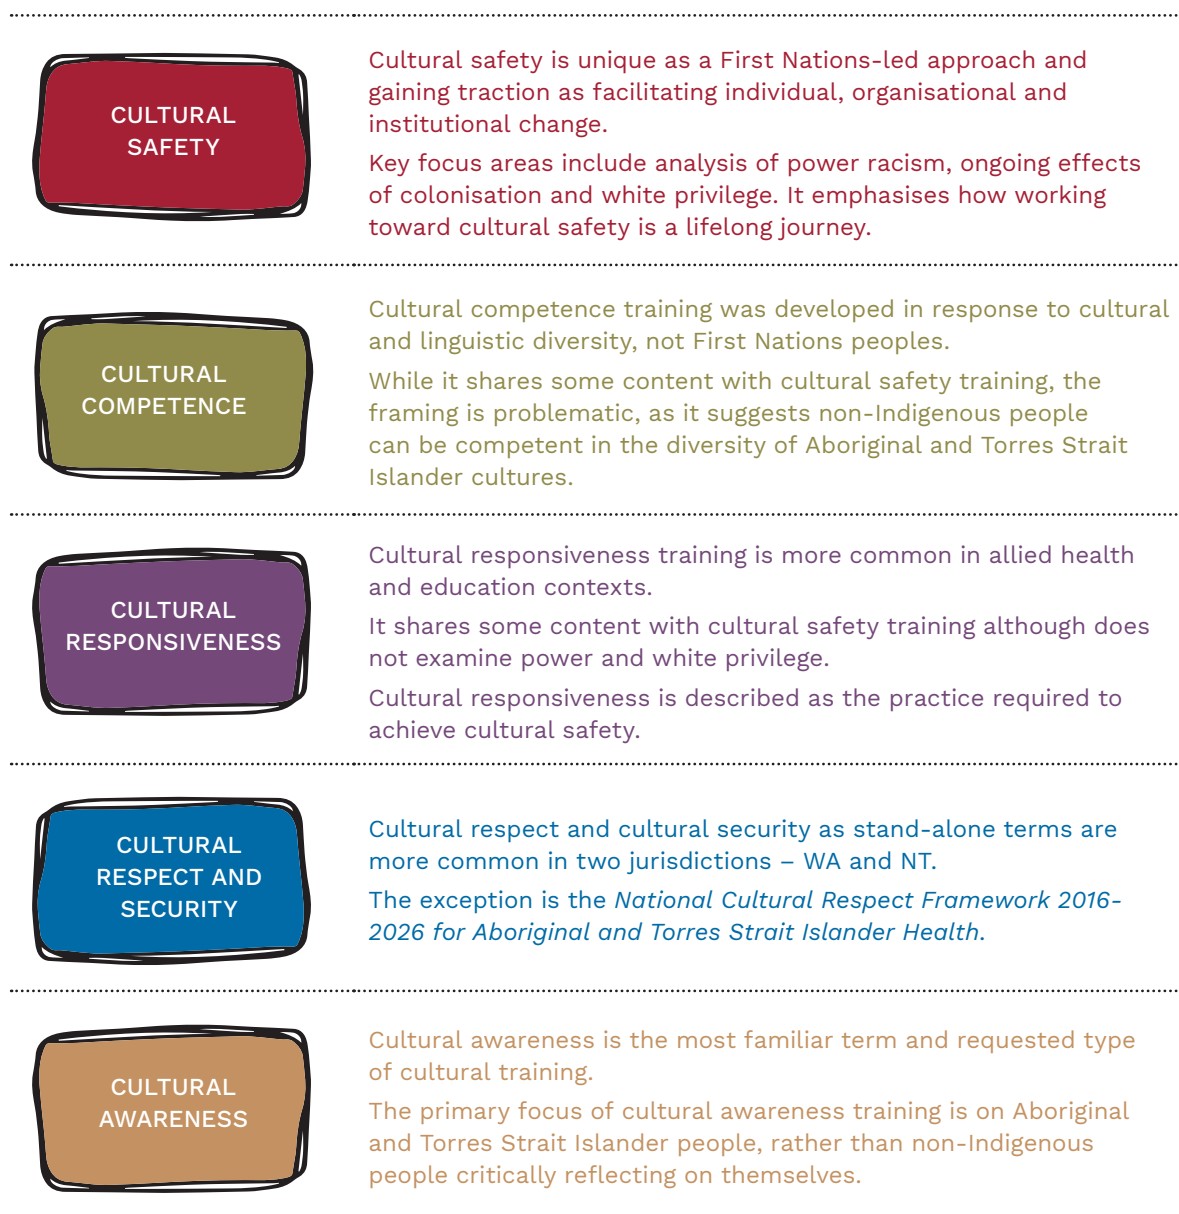 CULTURAL
SAFETY
Cultural safety is unique as a First Nations-led approach and
gaining traction as facilitating individual, organisational and
institutional change.
Key focus areas include analysis of power racism, ongoing effects
of colonisation and white privilege. It emphasises how working
toward cultural safety is a lifelong journey.
CULTURAL
COMPETENCE
Cultural competence training was developed in response to cultural
and linguistic diversity, not First Nations peoples.
While it shares some content with cultural safety training, the
framing is problematic, as it suggests non-Indigenous people
can be competent in the diversity of Aboriginal and Torres Strait
Islander cultures.
CULTURAL
RESPONSIVENESS
Cultural responsiveness training is more common in allied health
and education contexts.
It shares some content with cultural safety training although does
not examine power and white privilege.
Cultural responsiveness is described as the practice required to
achieve cultural safety.
CULTURAL
RESPECT AND
SECURITY
Cultural respect and cultural security as stand-alone terms are
more common in two jurisdictions – WA and NT.
The exception is the National Cultural Respect Framework 2016-
2026 for Aboriginal and Torres Strait Islander Health.
CULTURAL
AWARENESS
Cultural awareness is the most familiar term and requested type
of cultural training.
The primary focus of cultural awareness training is on Aboriginal
and Torres Strait Islander people, rather than non-Indigenous
people critically reflecting on themselves.